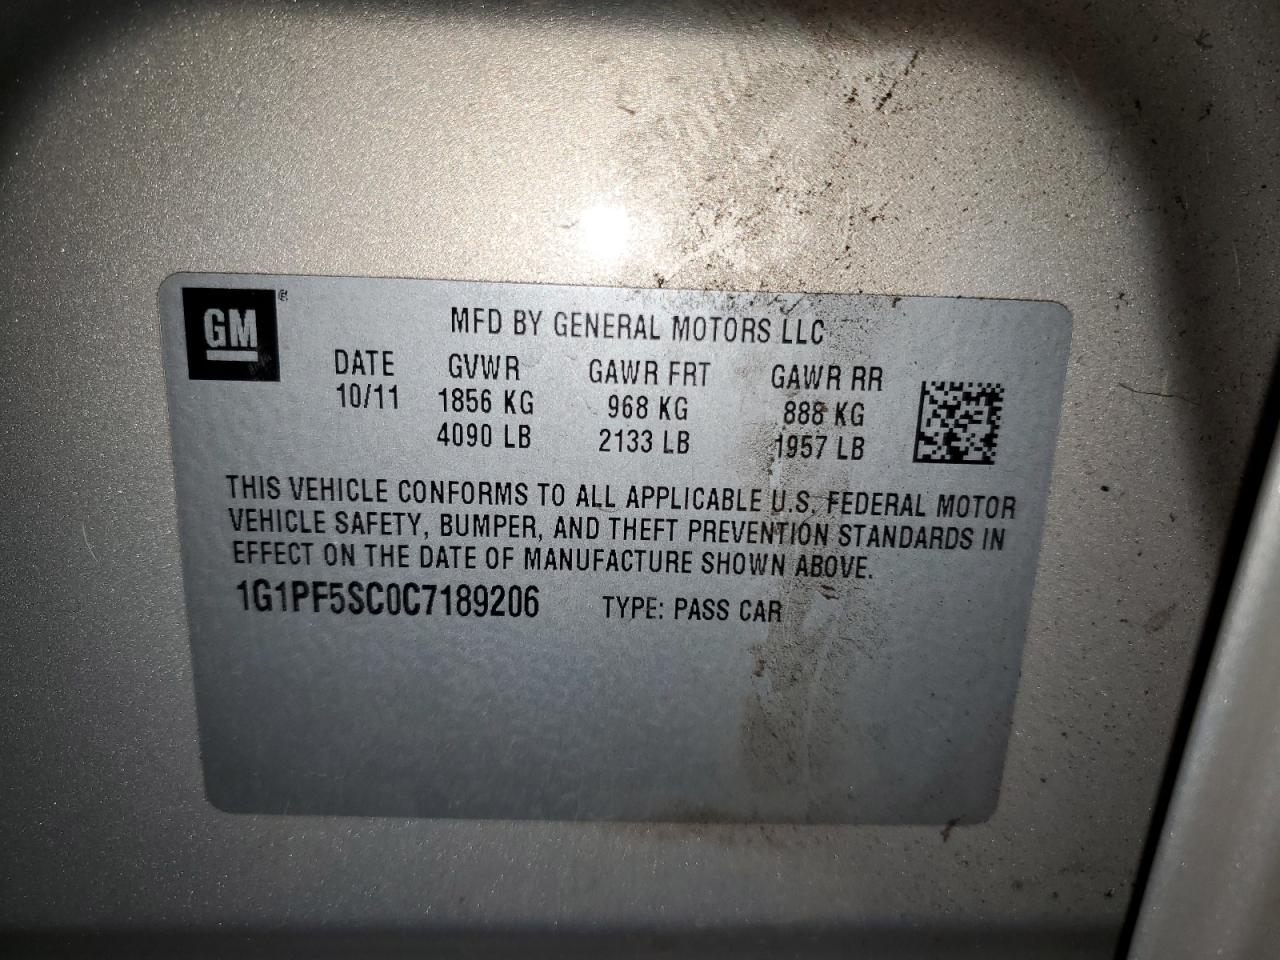 GM ®
MFD BY GENERAL MOTORS LLC
DATE GVWR GAWR FRT GAWR RR
10/11 1856 KG 968 KG 888 KG
4090 LB 2133 LB 1957 LB
THIS VEHICLE CONFORMS TO ALL APPLICABLE U.S. FEDERAL MOTOR
VEHICLE SAFETY, BUMPER, AND THEFT PREVENTION STANDARDS IN
EFFECT ON THE DATE OF MANUFACTURE SHOWN ABOVE.
1G1PF5SC0C7189206 TYPE: PASS CAR